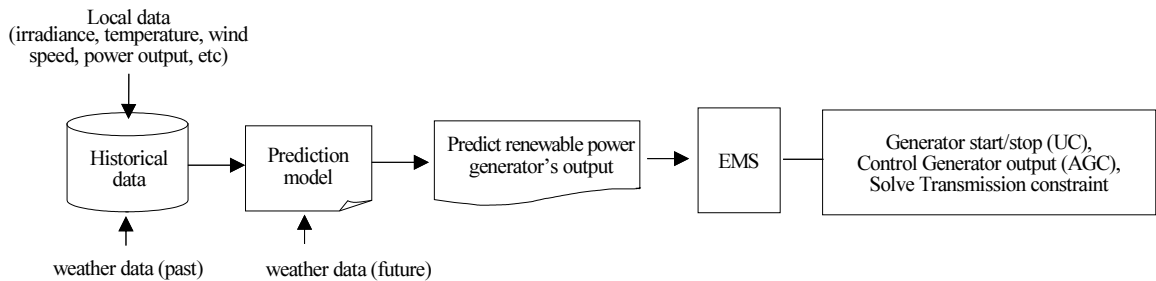 Local data
(irradiance, temperature, wind
speed, power output, etc)
Historical
data
Prediction
model
Predict renewable power
generator's output
EMS
Generator start/stop (UC),
Control Generator output (AGC),
Solve Transmission constraint
weather data (past)
weather data (future)